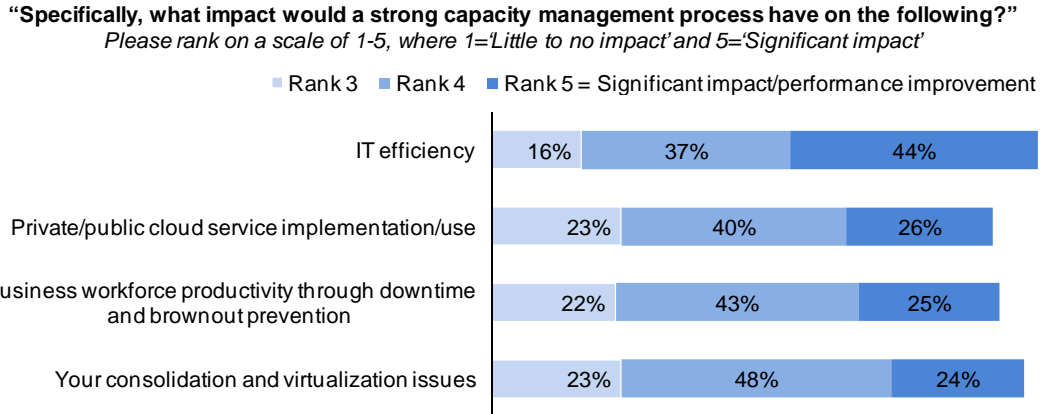 “Specifically, what impact would a strong capacity management process have on the following?”
Please rank on a scale of 1-5, where 1=‘Little to no impact’ and 5=‘Significant impact’
Rank 3 Rank 4 Rank 5 = Significant impact/performance improvement
IT efficiency 16% 37% 44%
Private/public cloud service implementation/use 23% 40% 26%
usiness workforce productivity through downtime
and brownout prevention 22% 43% 25%
Your consolidation and virtualization issues 23% 48% 24%